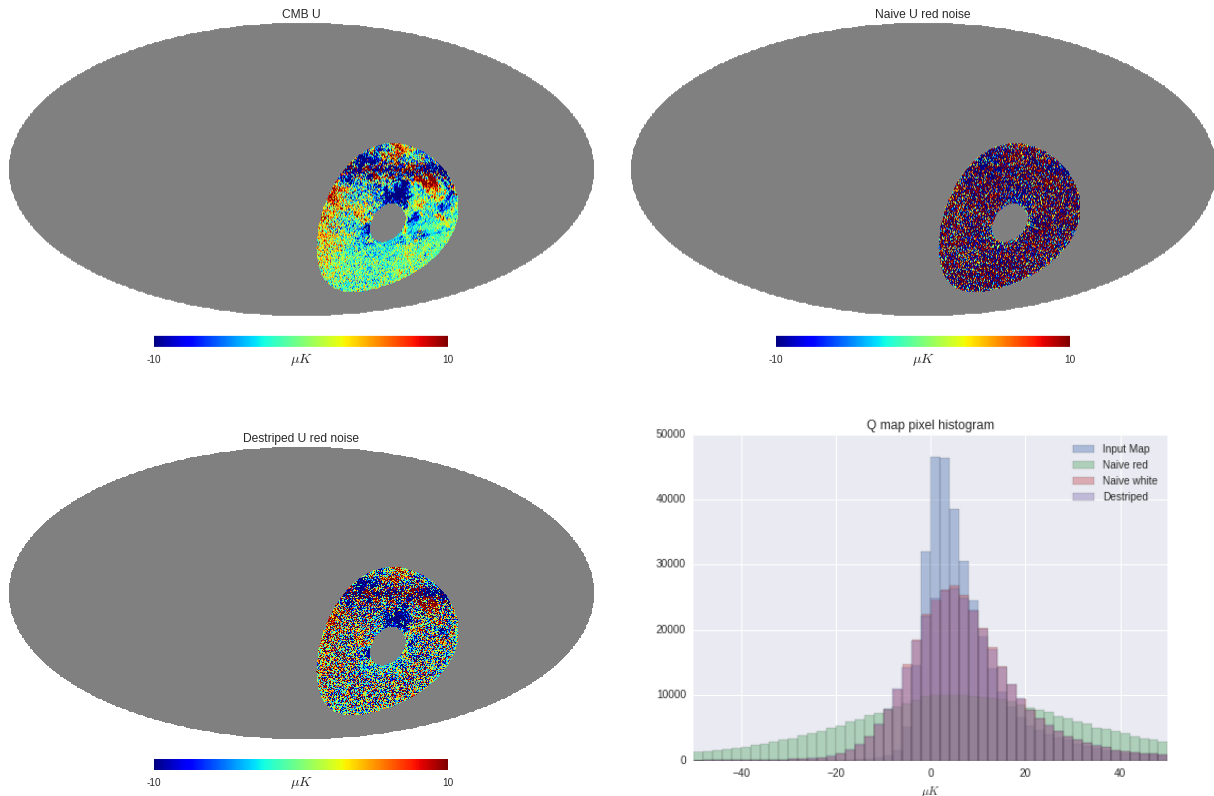 CMB U
-10
10
μK
Naive U red noise
-10
10
μK
Destriped U red noise
-10
10
μK
Q map pixel histogram
50000
40000
30000
20000
10000
0
−40
−20
0
20
40
μK
Input Map
Naive red
Naive white
Destriped